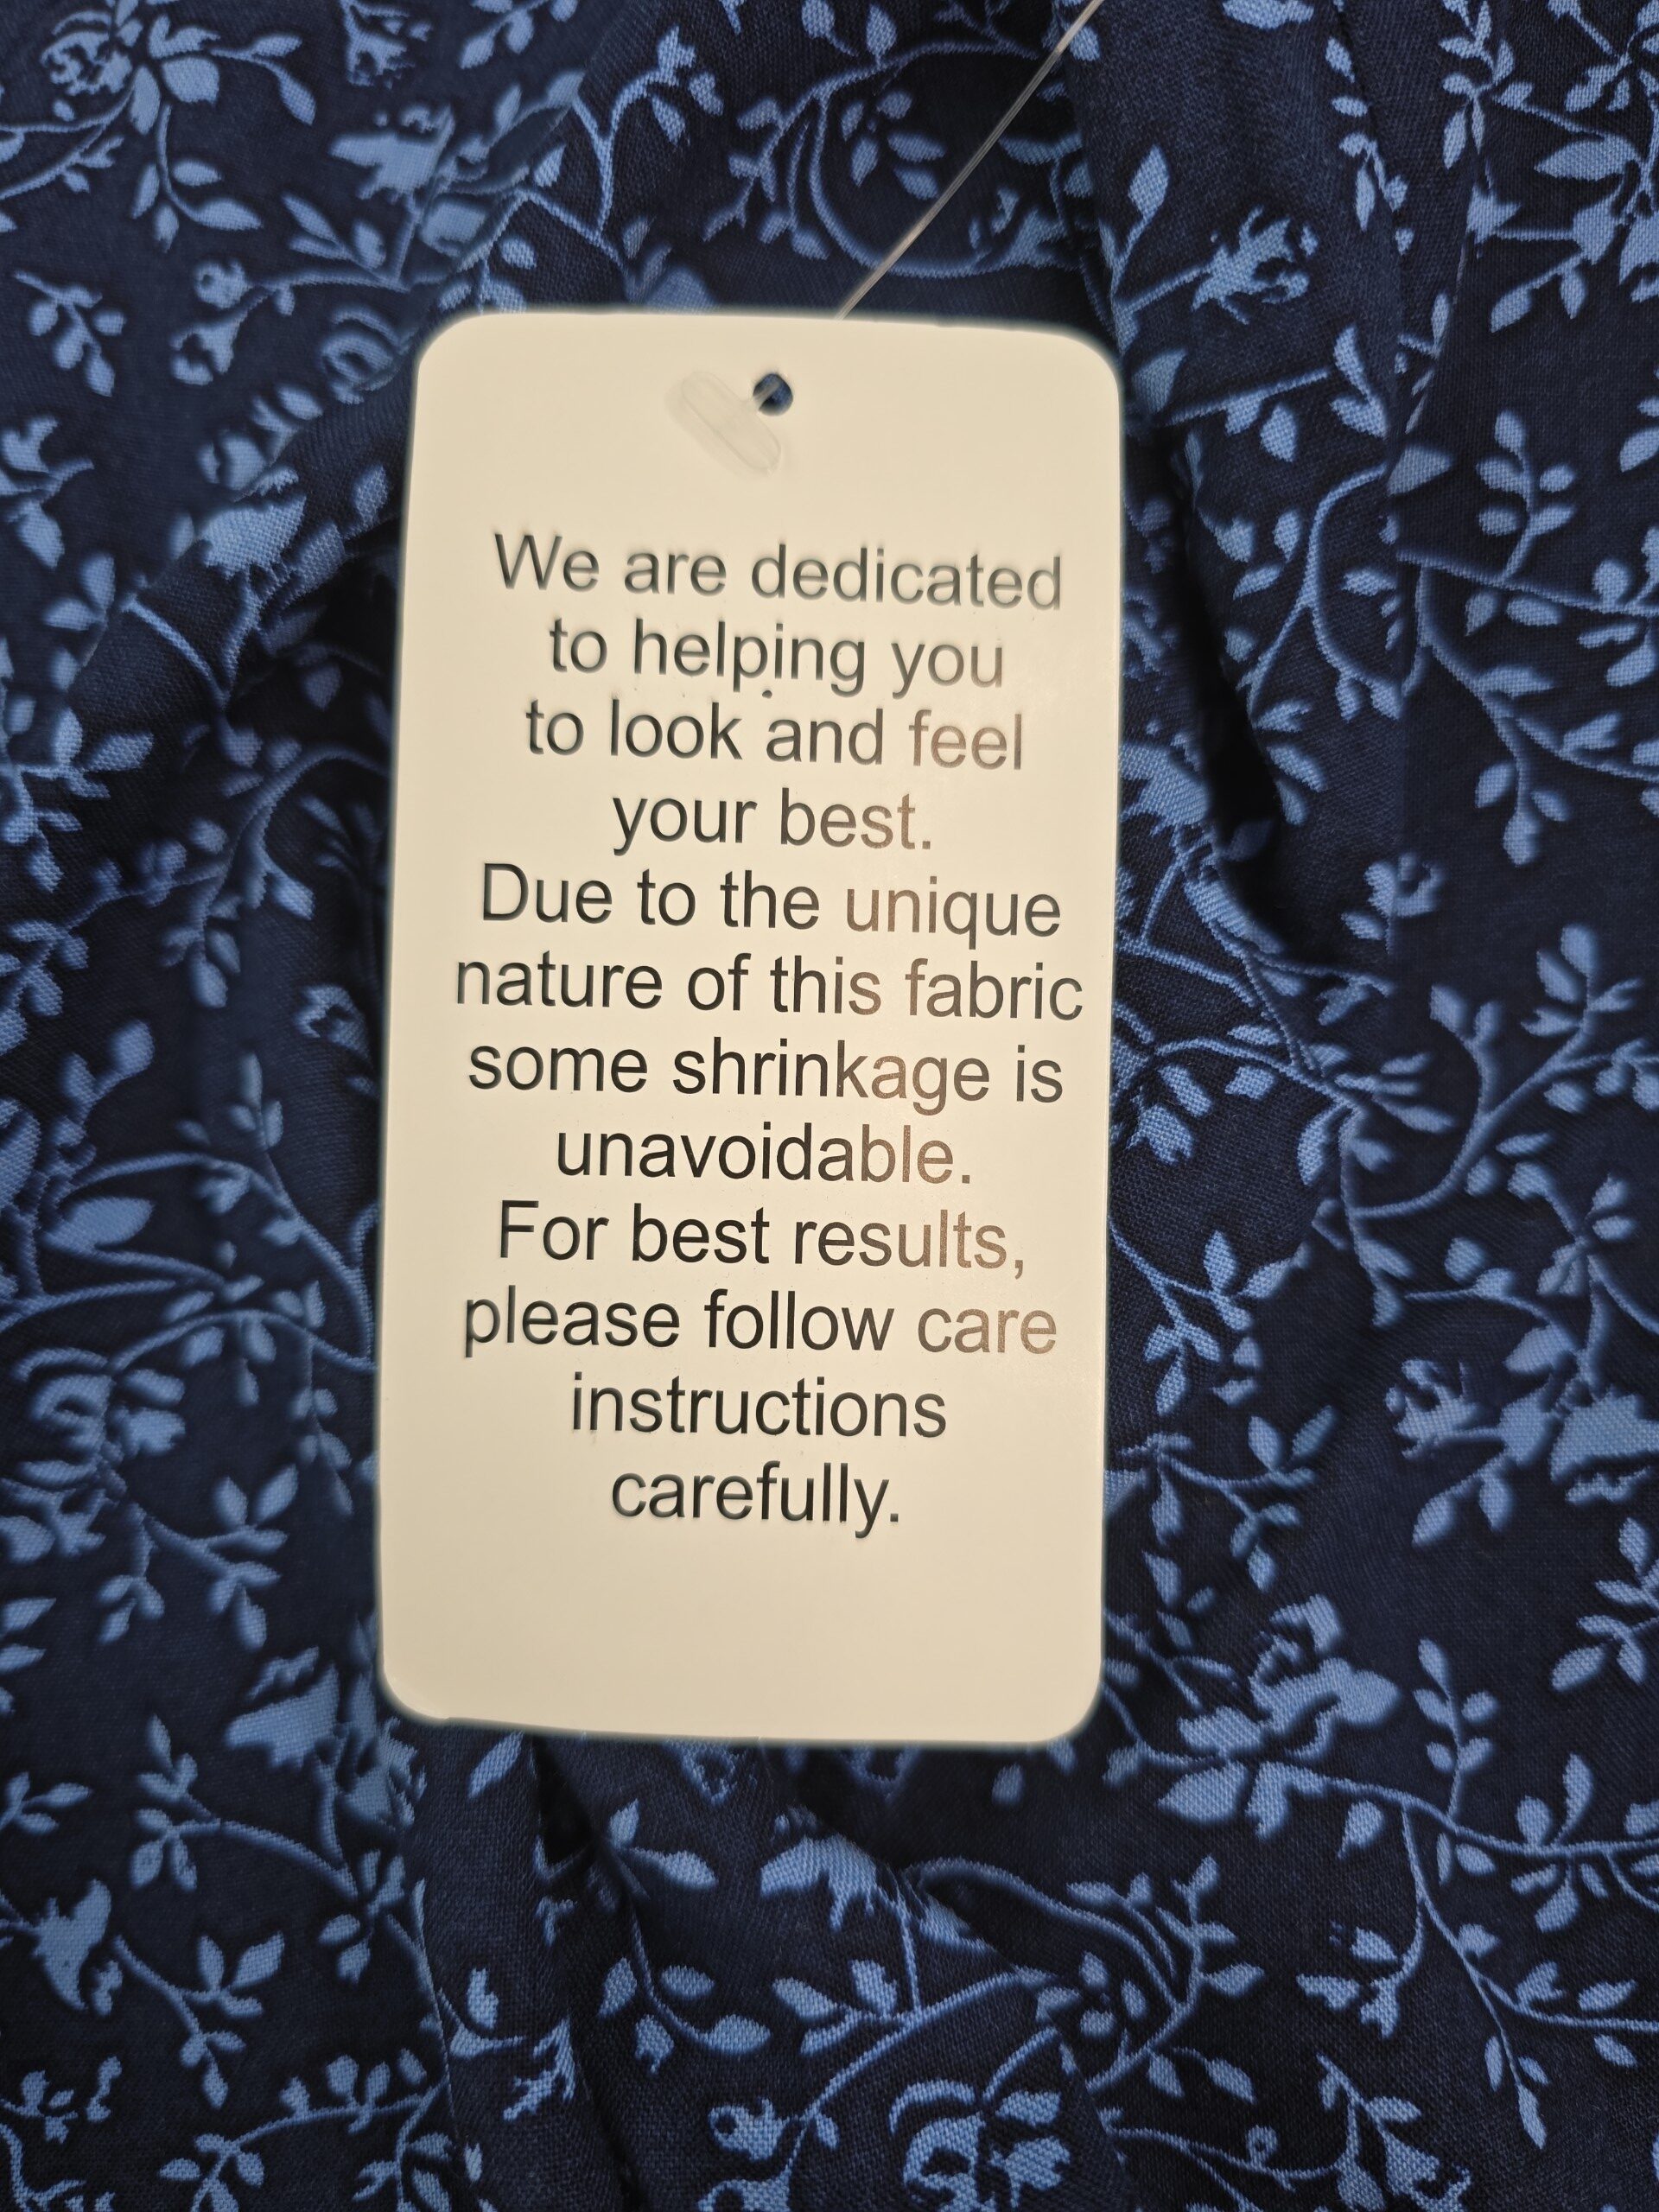 We are dedicated
to helping you
to look and feel
your best.
Due to the unique
nature of this fabric
some shrinkage is
unavoidable.
For best results,
please follow care
instructions
carefully.